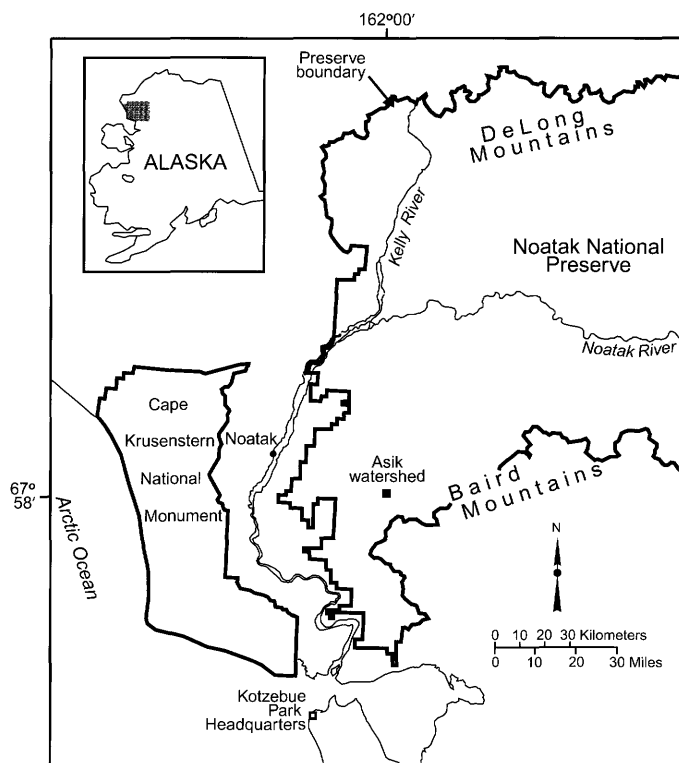 162°00'
Preserve
boundary
DeLong
Mountains
ALASKA
Kelly River
Noatak National
Preserve
Noatak River
Cape
Krusenstern
National
Monument
Noatak
Asik
watershed
Baird
Mountains
67°
58'
Arctic Ocean
N
0 10 20 30 Kilometers
0 10 20 30 Miles
Kotzebue
Park
Headquarters